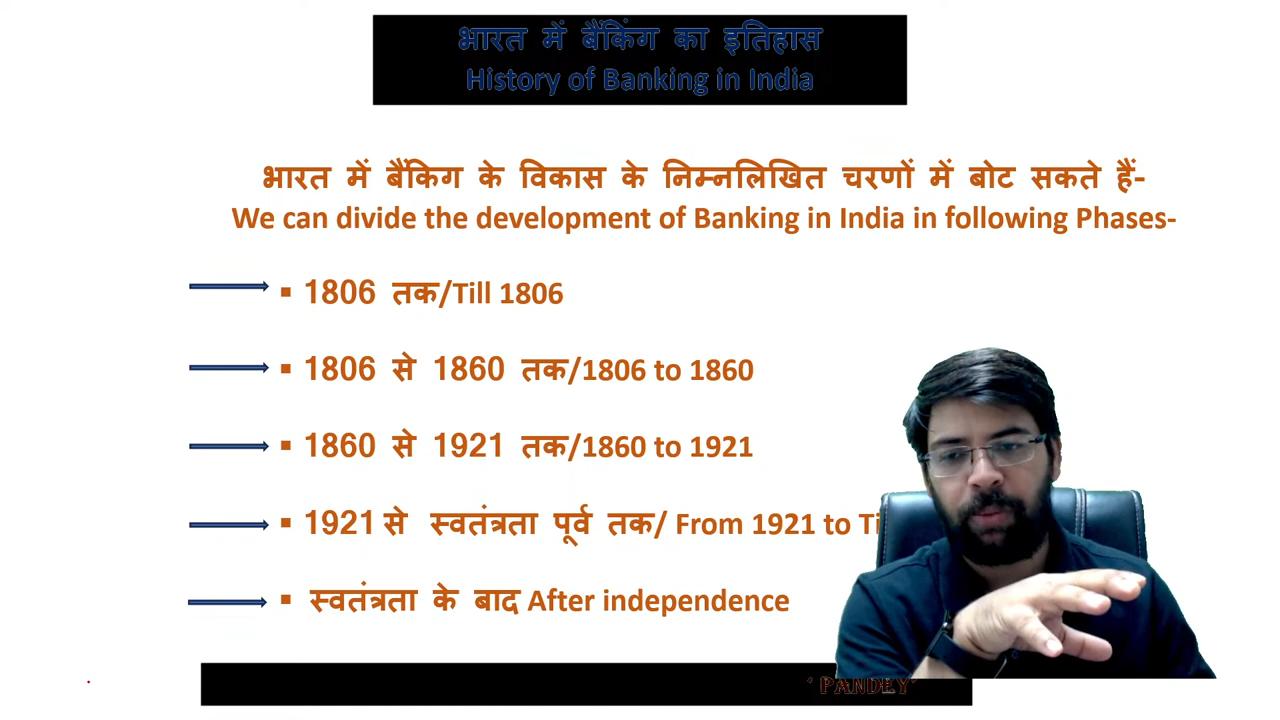 भारत में बैंकिंग का इतिहास
History of Banking in India
भारत में बैंकिग के विकास के निम्नलिखित चरणों में बोट सकते हैं-
We can divide the development of Banking in India in following Phases-
▪ 1806 तक/Till 1806
▪ 1806 से 1860 तक/1806 to 1860
▪ 1860 से 1921 तक/1860 to 1921
▪ 1921 से स्वतंत्रता पूर्व तक/ From 1921 to
▪ स्वतंत्रता के बाद After independence
PANDEY